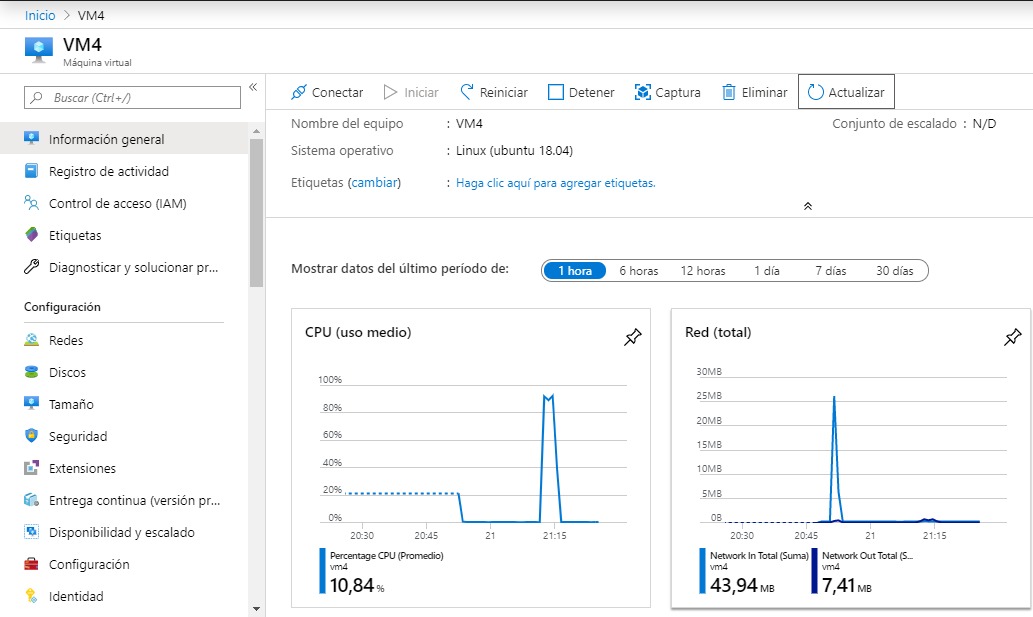 Inicio > VM4
VM4
Máquina virtual
Buscar (Ctrl+/)
«
Información general
Registro de actividad
Control de acceso (IAM)
Etiquetas
Diagnosticar y solucionar pr...
Configuración
Redes
Discos
Tamaño
Seguridad
Extensiones
Entrega continua (versión pr...
Disponibilidad y escalado
Configuración
Identidad
Conectar Iniciar Reiniciar Detener Captura Eliminar Actualizar
Nombre del equipo : VM4 Conjunto de escalado : N/D
Sistema operativo : Linux (ubuntu 18.04)
Etiquetas (cambiar) : Haga clic aquí para agregar etiquetas.
Mostrar datos del último período de: 1 hora 6 horas 12 horas 1 día 7 días 30 días
CPU (uso medio)
100%
80%
60%
40%
20%
0%
20:30 20:45 21 21:15
Percentage CPU (Promedio)
vm4
10,84 %
Red (total)
30MB
25MB
20MB
15MB
10MB
5MB
0B
20:30 20:45 21 21:15
Network In Total (Suma) Network Out Total (S...
vm4 vm4
43,94 MB 7,41 MB